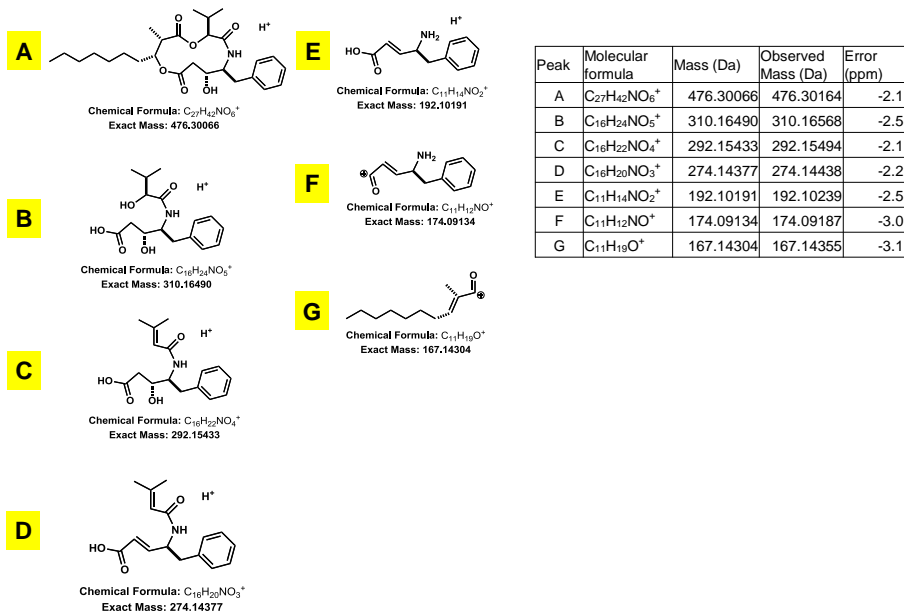 A
H⁺
O
O
O
O
NH
O
O
OH
Chemical Formula: C₂₇H₄₂NO₆⁺
Exact Mass: 476.30066
B
H⁺
HO
O
NH
HO
O
OH
Chemical Formula: C₁₆H₂₄NO₅⁺
Exact Mass: 310.16490
C
H⁺
O
NH
HO
O
OH
Chemical Formula: C₁₆H₂₂NO₄⁺
Exact Mass: 292.15433
D
H⁺
O
NH
HO
O
Chemical Formula: C₁₆H₂₀NO₃⁺
Exact Mass: 274.14377
E
H⁺
NH₂
HO
O
Chemical Formula: C₁₁H₁₄NO₂⁺
Exact Mass: 192.10191
F
NH₂
⊕
O
Chemical Formula: C₁₁H₁₂NO⁺
Exact Mass: 174.09134
G
O
⊕
Chemical Formula: C₁₁H₁₉O⁺
Exact Mass: 167.14304
Peak Molecular formula Mass (Da) Observed Mass (Da) Error (ppm)
A C₂₇H₄₂NO₆⁺ 476.30066 476.30164 -2.1
B C₁₆H₂₄NO₅⁺ 310.16490 310.16568 -2.5
C C₁₆H₂₂NO₄⁺ 292.15433 292.15494 -2.1
D C₁₆H₂₀NO₃⁺ 274.14377 274.14438 -2.2
E C₁₁H₁₄NO₂⁺ 192.10191 192.10239 -2.5
F C₁₁H₁₂NO⁺ 174.09134 174.09187 -3.0
G C₁₁H₁₉O⁺ 167.14304 167.14355 -3.1